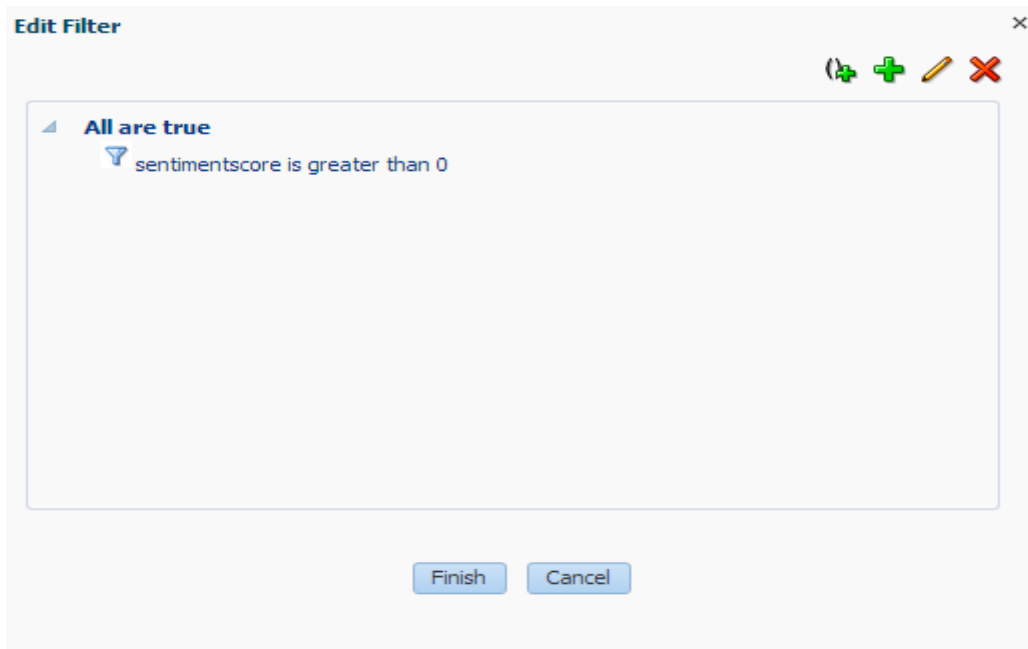 Edit Filter
All are true
sentimentscore is greater than 0
Finish
Cancel